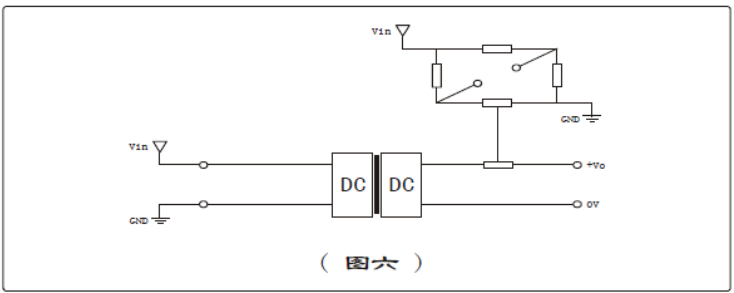 Vin
GND
Vin
DC DC
+Vo
GND
0V
( 图六 )